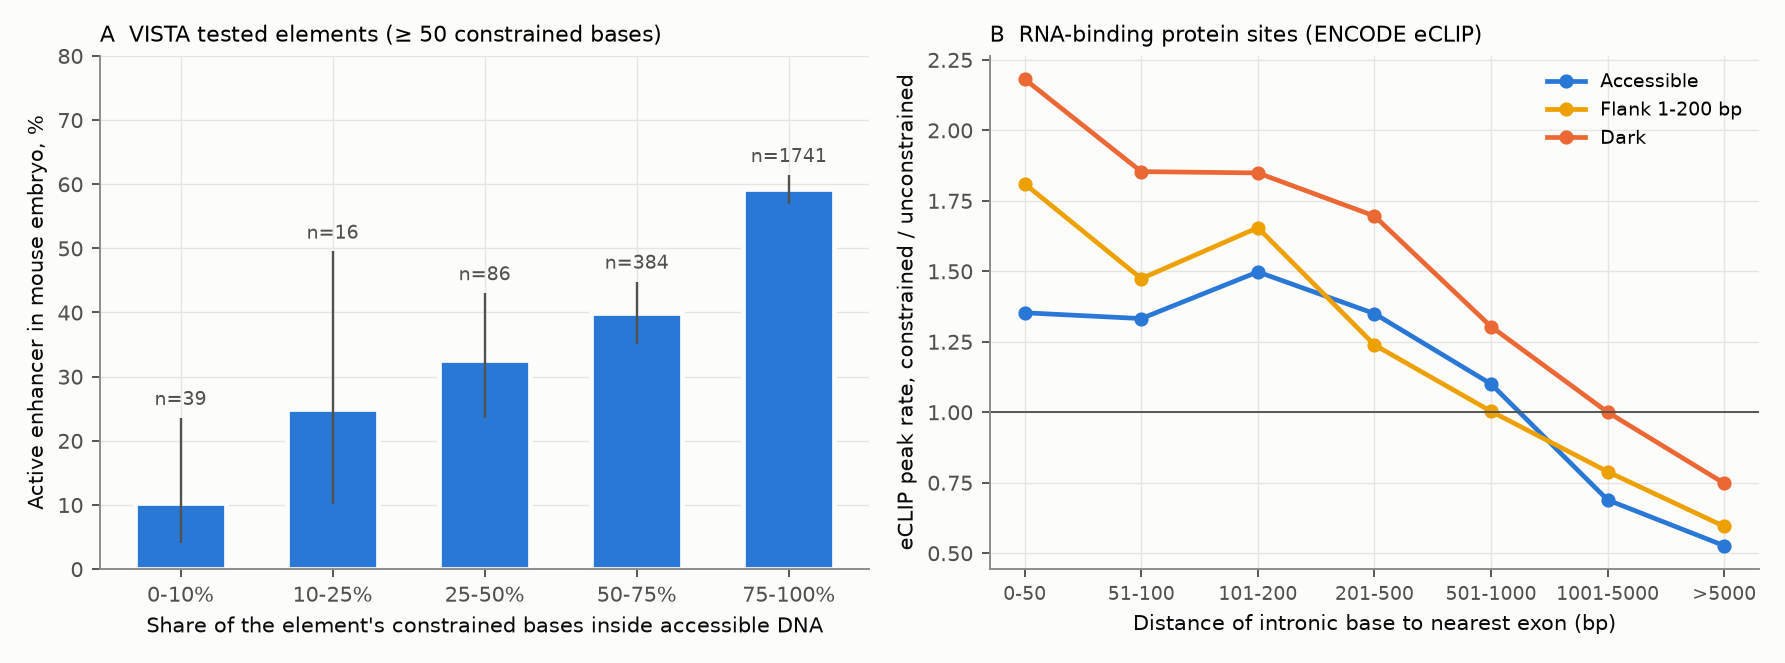 A VISTA tested elements (≥ 50 constrained bases)
Active enhancer in mouse embryo, %
80
70
60
50
40
30
20
10
0
n=39
n=16
n=86
n=384
n=1741
0-10%
10-25%
25-50%
50-75%
75-100%
Share of the element's constrained bases inside accessible DNA
B RNA-binding protein sites (ENCODE eCLIP)
eCLIP peak rate, constrained / unconstrained
2.25
2.00
1.75
1.50
1.25
1.00
0.75
0.50
Accessible
Flank 1-200 bp
Dark
0-50
51-100
101-200
201-500
501-1000
1001-5000
>5000
Distance of intronic base to nearest exon (bp)